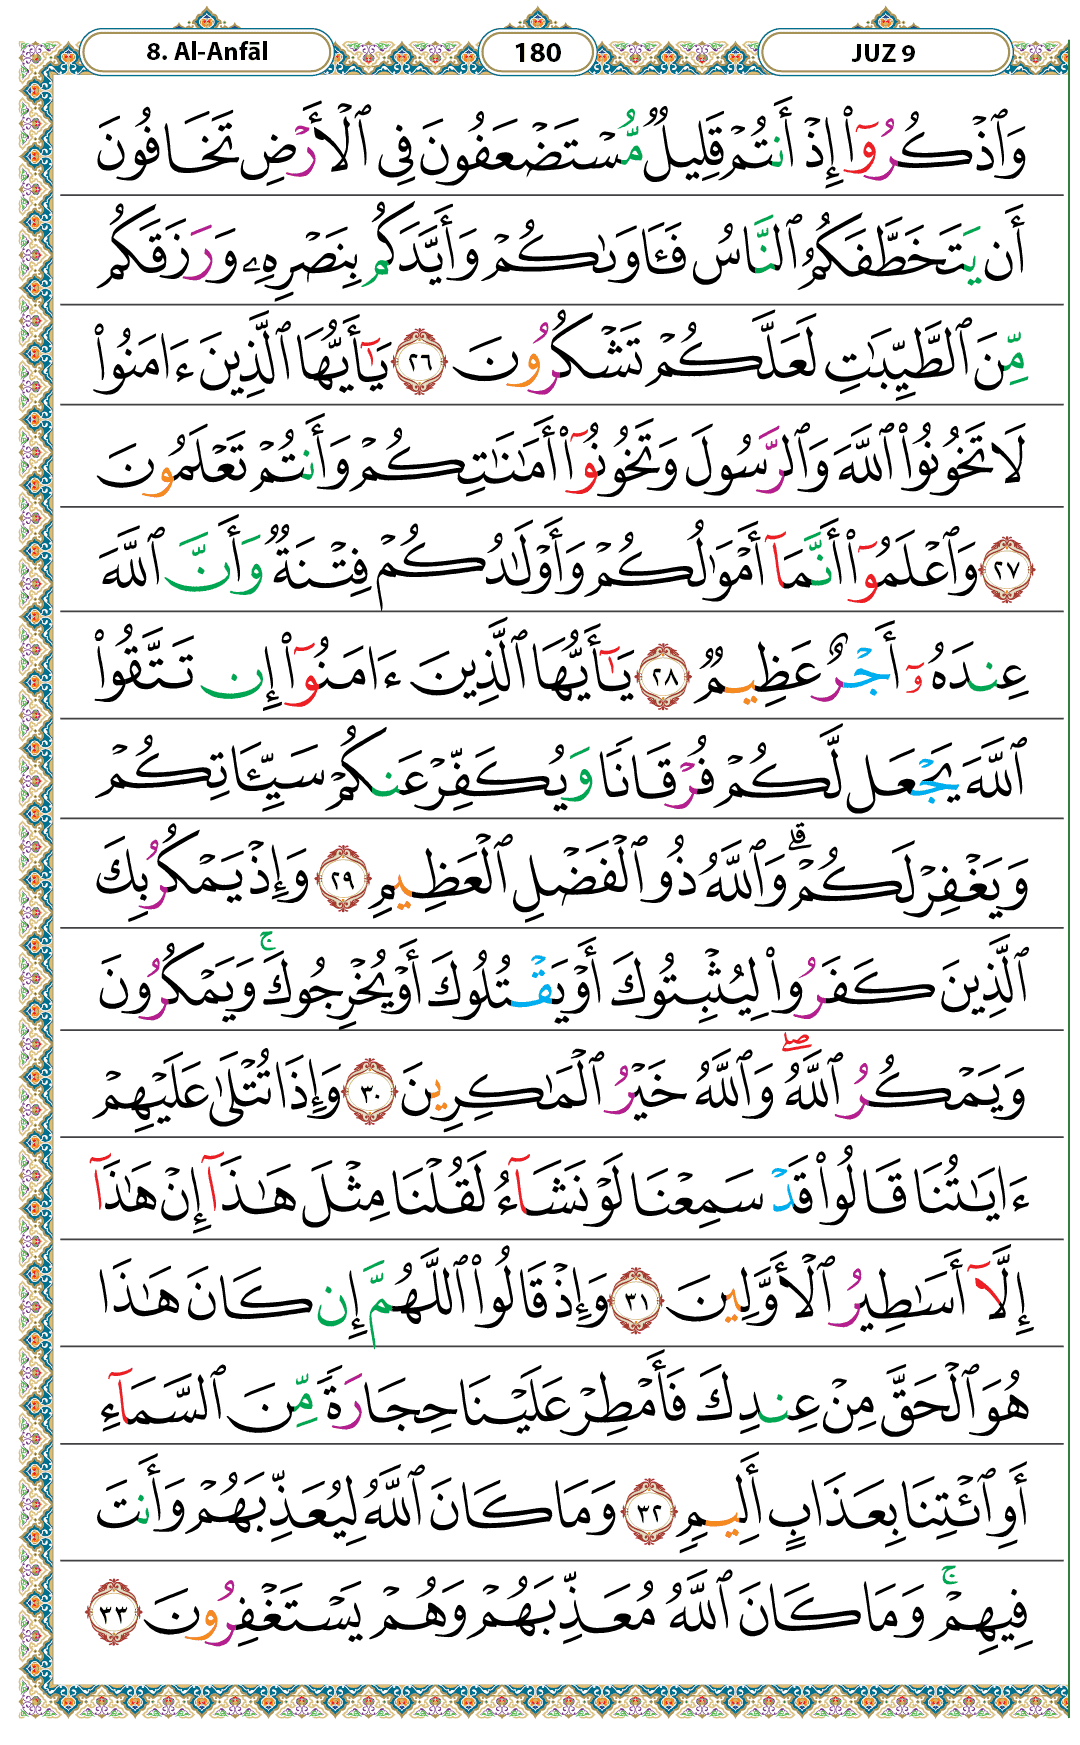 8. Al-Anfāl 180 JUZ 9
وَٱذْكُرُوٓا۟ إِذْ أَنتُمْ قَلِيلٌ مُّسْتَضْعَفُونَ فِى ٱلْأَرْضِ تَخَافُونَ
أَن يَتَخَطَّفَكُمُ ٱلنَّاسُ فَـَٔاوَىٰكُمْ وَأَيَّدَكُم بِنَصْرِهِۦ وَرَزَقَكُم
مِّنَ ٱلطَّيِّبَـٰتِ لَعَلَّكُمْ تَشْكُرُونَ ٢٦ يَـٰٓأَيُّهَا ٱلَّذِينَ ءَامَنُوا۟
لَا تَخُونُوا۟ ٱللَّهَ وَٱلرَّسُولَ وَتَخُونُوٓا۟ أَمَـٰنَـٰتِكُمْ وَأَنتُمْ تَعْلَمُونَ
٢٧ وَٱعْلَمُوٓا۟ أَنَّمَآ أَمْوَٰلُكُمْ وَأَوْلَـٰدُكُمْ فِتْنَةٌ وَأَنَّ ٱللَّهَ
عِندَهُۥٓ أَجْرٌ عَظِيمٌ ٢٨ يَـٰٓأَيُّهَا ٱلَّذِينَ ءَامَنُوٓا۟ إِن تَتَّقُوا۟
ٱللَّهَ يَجْعَل لَّكُمْ فُرْقَانًا وَيُكَفِّرْ عَنكُمْ سَيِّـَٔاتِكُمْ
وَيَغْفِرْ لَكُمْ ۗ وَٱللَّهُ ذُو ٱلْفَضْلِ ٱلْعَظِيمِ ٢٩ وَإِذْ يَمْكُرُ بِكَ
ٱلَّذِينَ كَفَرُوا۟ لِيُثْبِتُوكَ أَوْ يَقْتُلُوكَ أَوْ يُخْرِجُوكَ ۚ وَيَمْكُرُونَ
وَيَمْكُرُ ٱللَّهُ ۖ وَٱللَّهُ خَيْرُ ٱلْمَـٰكِرِينَ ٣٠ وَإِذَا تُتْلَىٰ عَلَيْهِمْ
ءَايَـٰتُنَا قَالُوا۟ قَدْ سَمِعْنَا لَوْ نَشَآءُ لَقُلْنَا مِثْلَ هَـٰذَآ إِنْ هَـٰذَآ
إِلَّآ أَسَـٰطِيرُ ٱلْأَوَّلِينَ ٣١ وَإِذْ قَالُوا۟ ٱللَّهُمَّ إِن كَانَ هَـٰذَا
هُوَ ٱلْحَقَّ مِنْ عِندِكَ فَأَمْطِرْ عَلَيْنَا حِجَارَةً مِّنَ ٱلسَّمَآءِ
أَوِ ٱئْتِنَا بِعَذَابٍ أَلِيمٍ ٣٢ وَمَا كَانَ ٱللَّهُ لِيُعَذِّبَهُمْ وَأَنتَ
فِيهِمْ ۚ وَمَا كَانَ ٱللَّهُ مُعَذِّبَهُمْ وَهُمْ يَسْتَغْفِرُونَ ٣٣